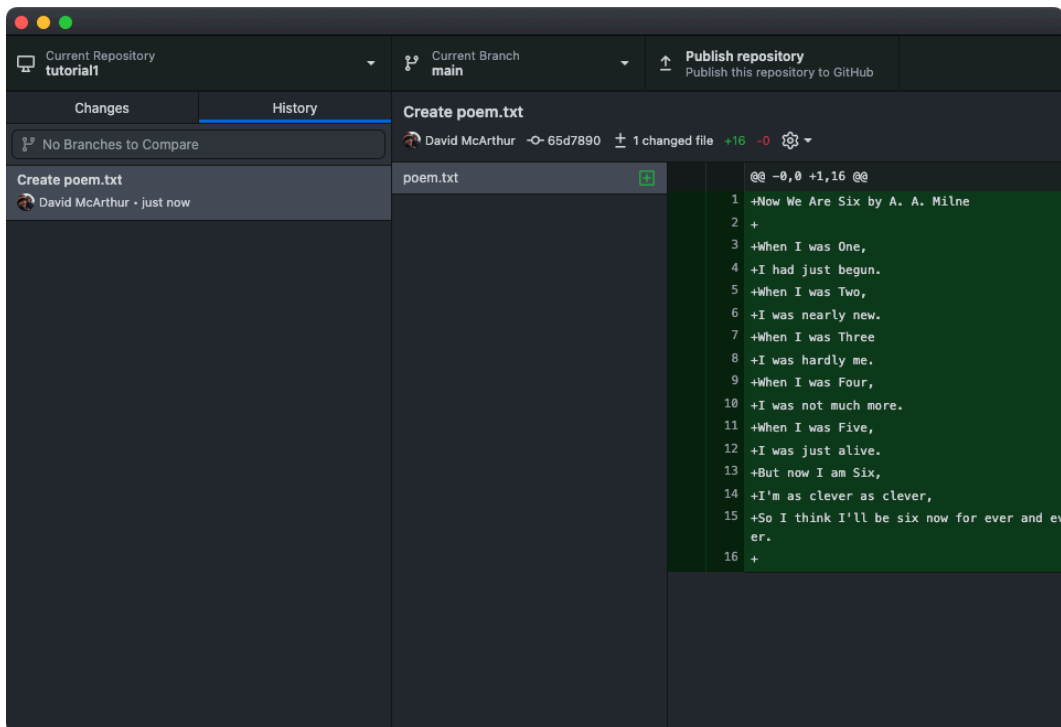 Current Repository
tutorial1
Current Branch
main
Publish repository
Publish this repository to GitHub
Changes
History
No Branches to Compare
Create poem.txt
David McArthur • just now
Create poem.txt
David McArthur 65d7890 1 changed file +16 -0
poem.txt
@@ -0,0 +1,16 @@
1 +Now We Are Six by A. A. Milne
2 +
3 +When I was One,
4 +I had just begun.
5 +When I was Two,
6 +I was nearly new.
7 +When I was Three
8 +I was hardly me.
9 +When I was Four,
10 +I was not much more.
11 +When I was Five,
12 +I was just alive.
13 +But now I am Six,
14 +I'm as clever as clever,
15 +So I think I'll be six now for ever and ev
er.
16 +